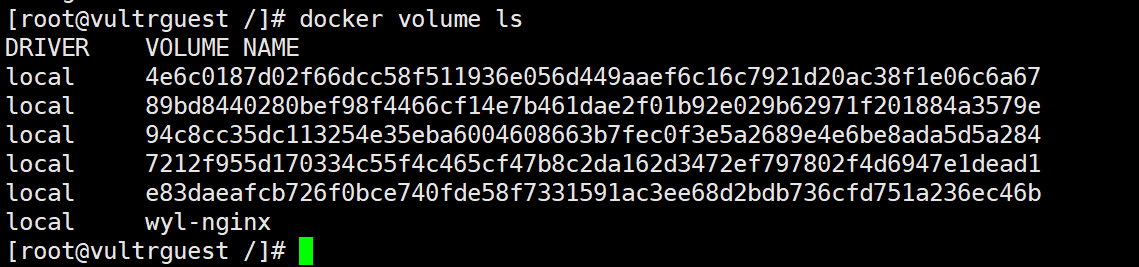 [root@vultrguest /]# docker volume ls
DRIVER    VOLUME NAME
local     4e6c0187d02f66dcc58f511936e056d449aaef6c16c7921d20ac38f1e06c6a67
local     89bd8440280bef98f4466cf14e7b461dae2f01b92e029b62971f201884a3579e
local     94c8cc35dc113254e35eba6004608663b7fec0f3e5a2689e4e6be8ada5d5a284
local     7212f955d170334c55f4c465cf47b8c2da162d3472ef797802f4d6947e1dead1
local     e83daeafcb726f0bce740fde58f7331591ac3ee68d2bdb736cfd751a236ec46b
local     wyl-nginx
[root@vultrguest /]#